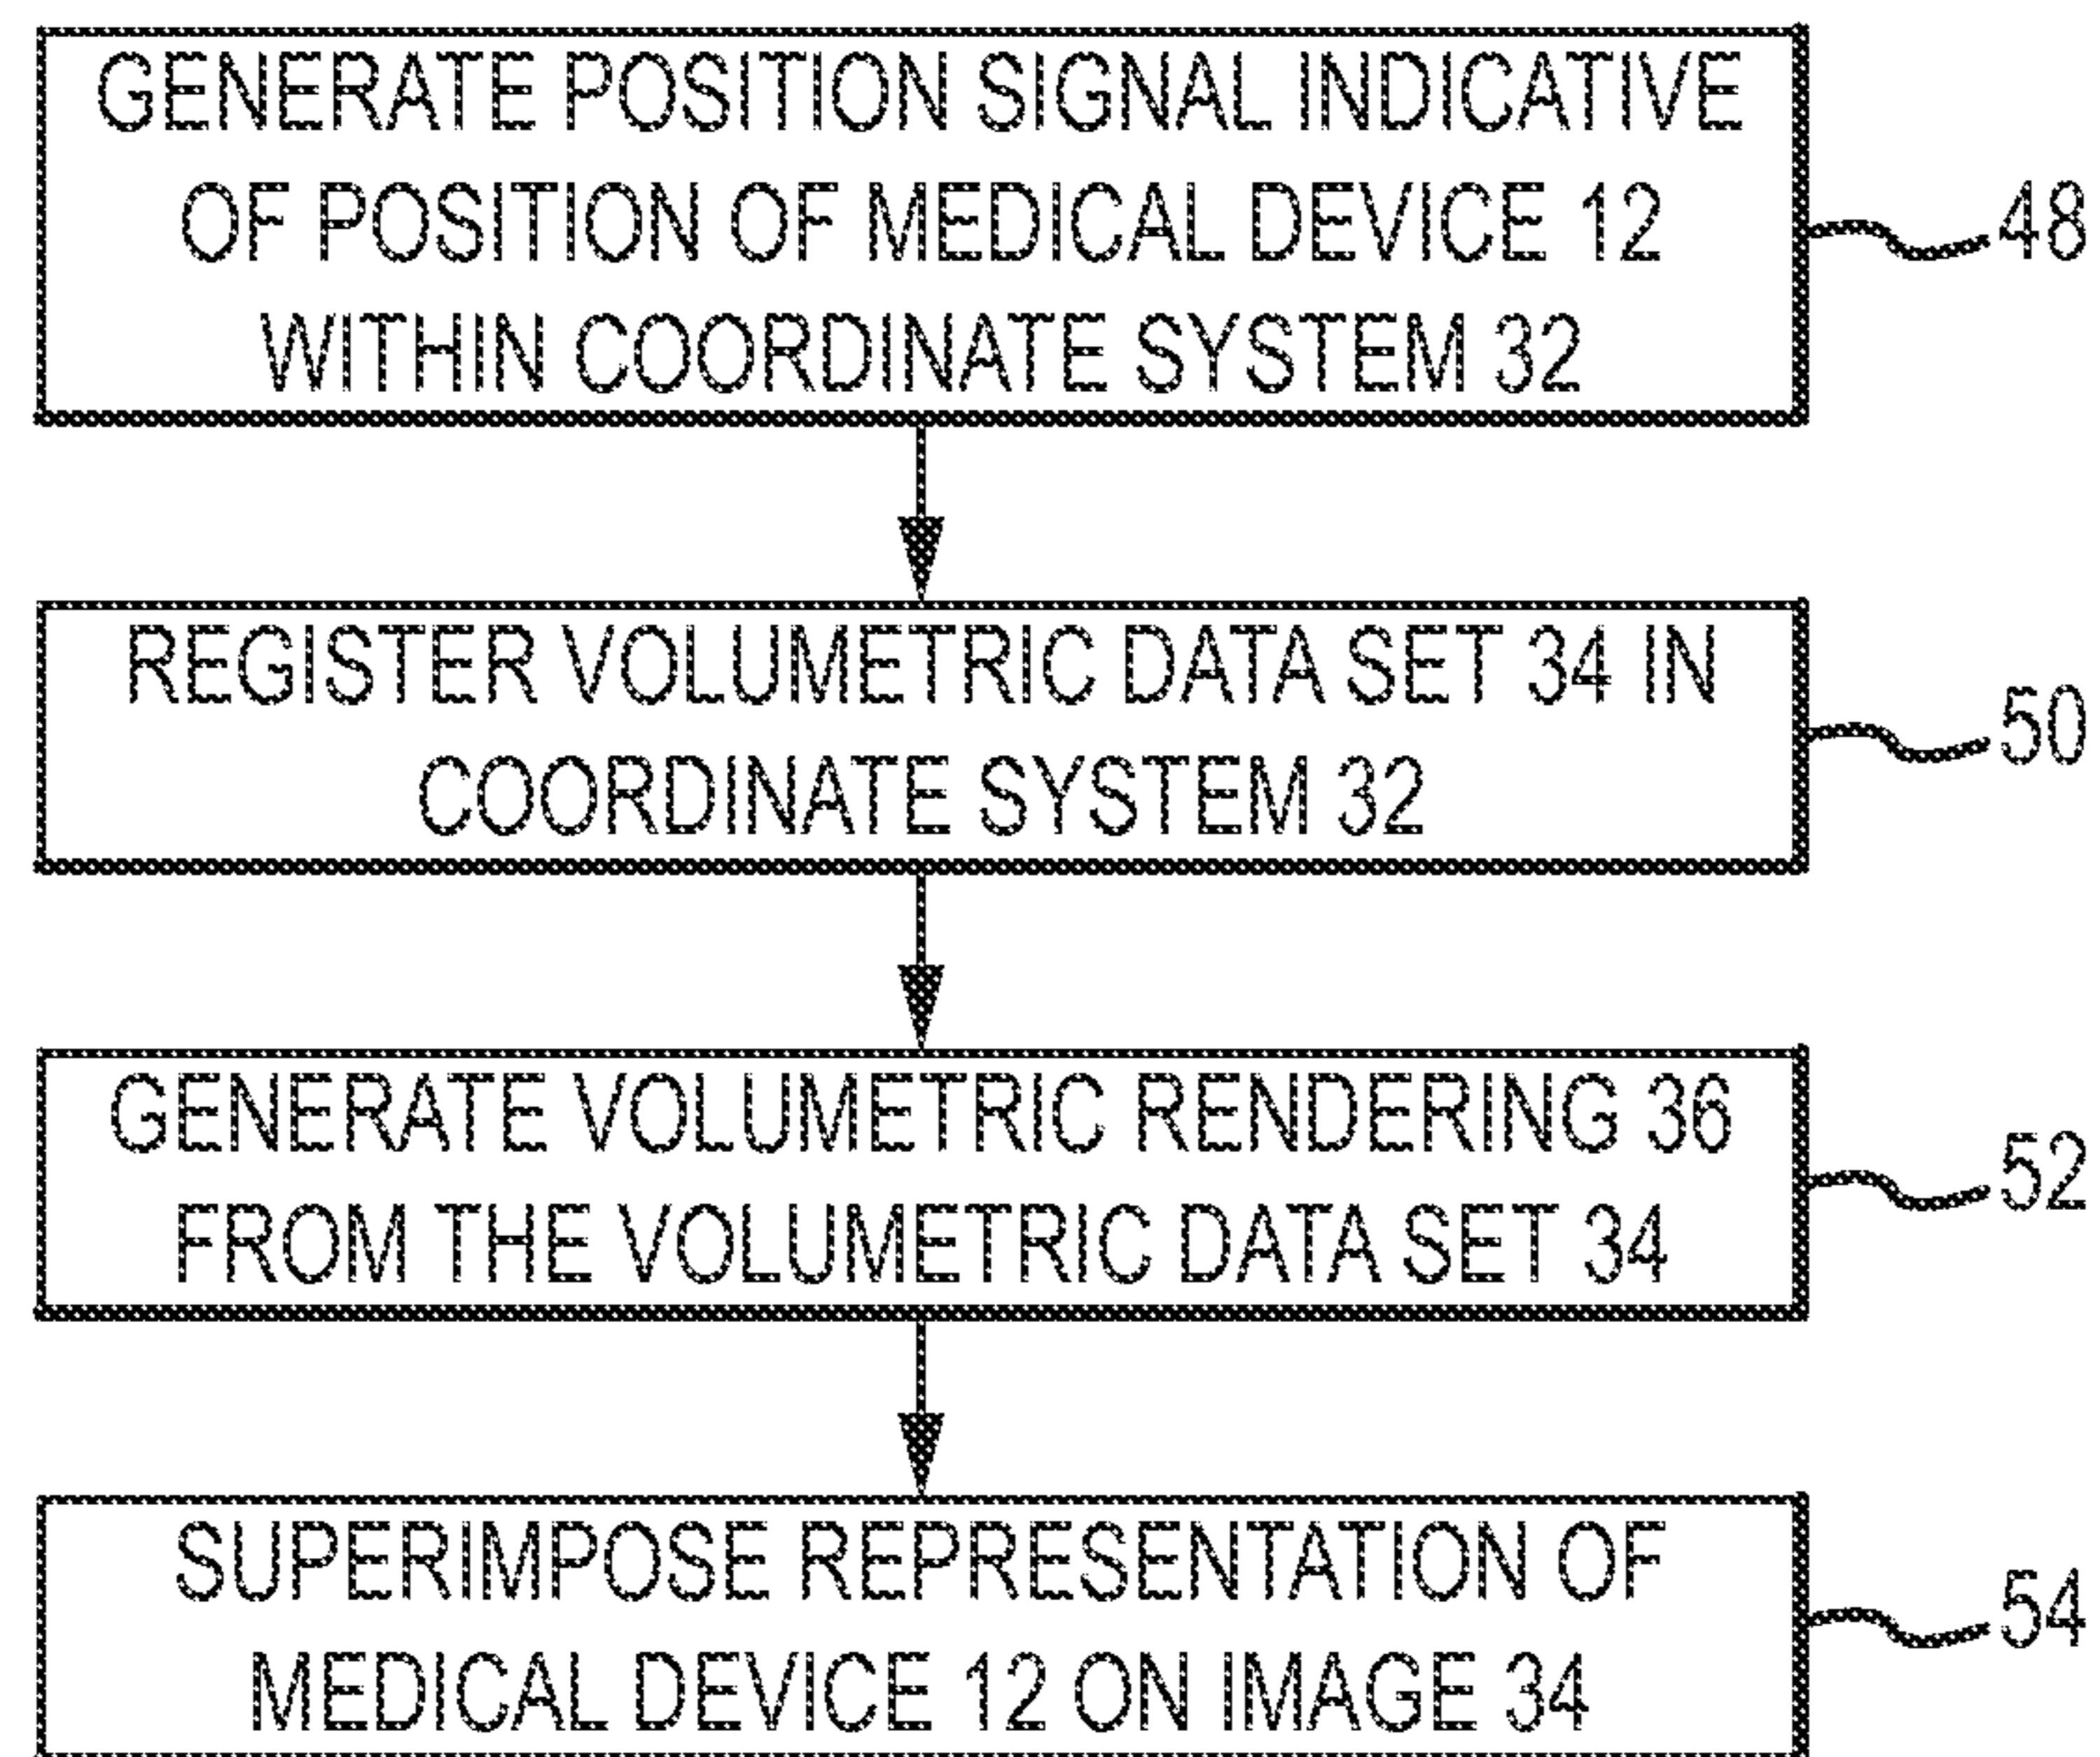 GENERATE POSITION SIGNAL INDICATIVE
OF POSITION OF MEDICAL DEVICE 12
WITHIN COORDINATE SYSTEM 32
48
REGISTER VOLUMETRIC DATA SET 34 IN
COORDINATE SYSTEM 32
50
GENERATE VOLUMETRIC RENDERING 36
FROM THE VOLUMETRIC DATA SET 34
52
SUPERIMPOSE REPRESENTATION OF
MEDICAL DEVICE 12 ON IMAGE 34
54